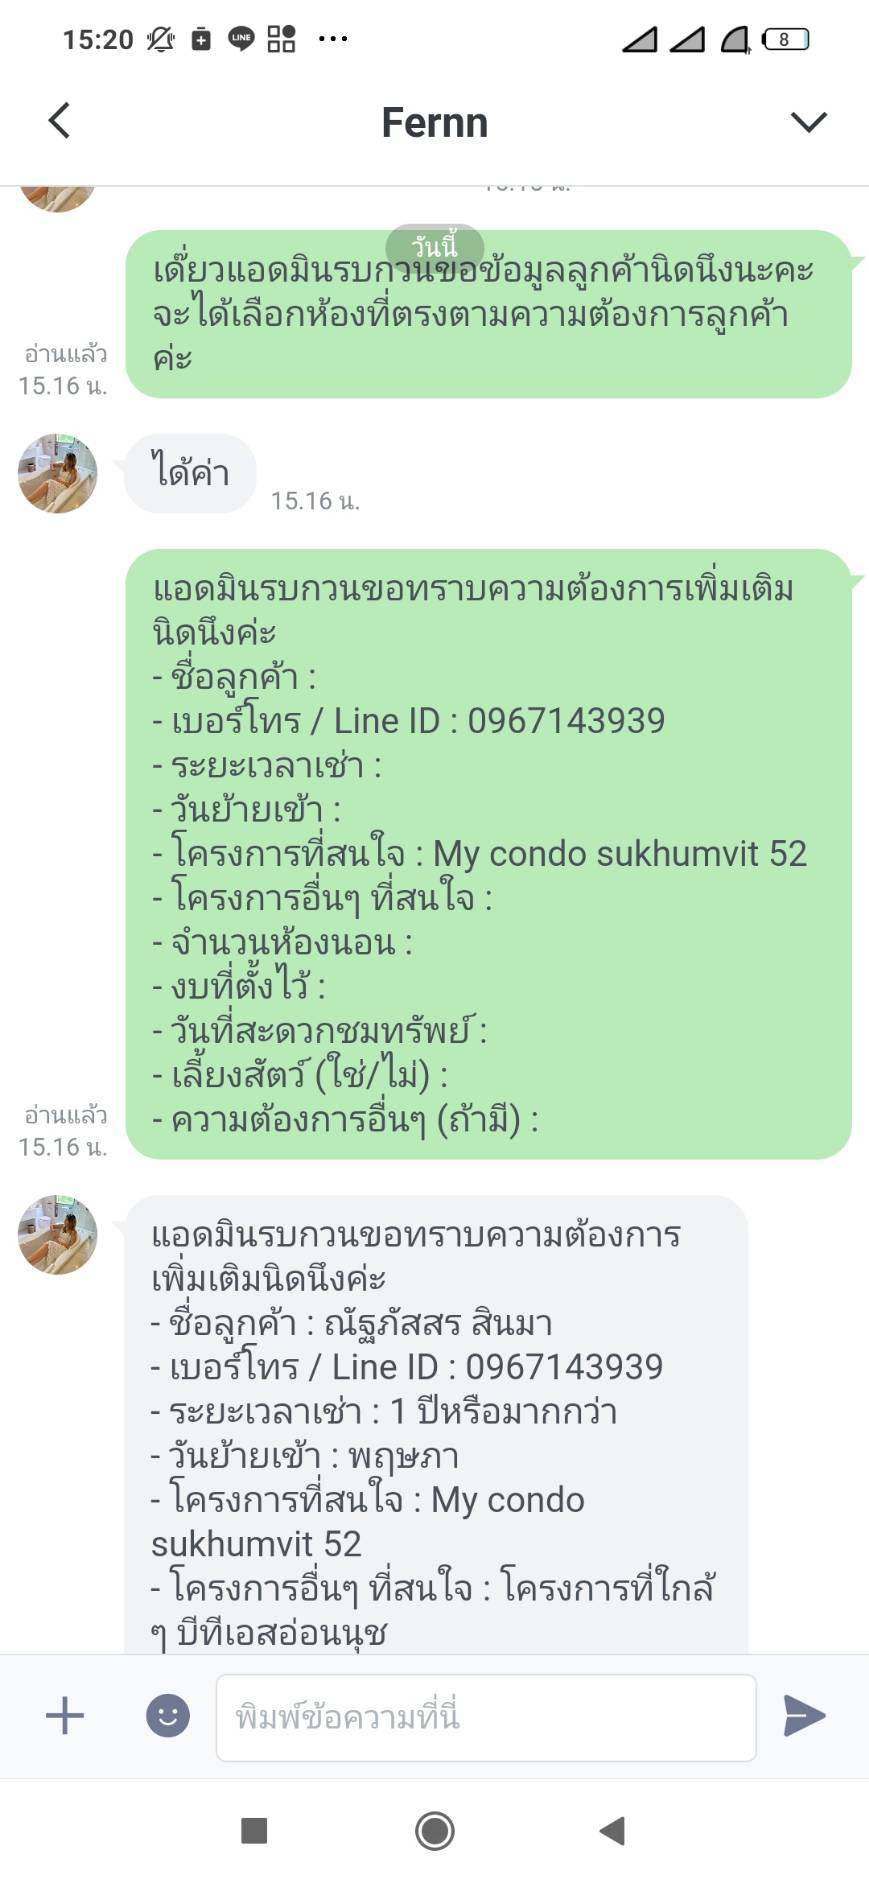 15:20
LINE
8
Fernn
วันนี้
เดี๋ยวแอดมินรบกวนขอข้อมูลลูกค้านิดนึงนะคะ
จะได้เลือกห้องที่ตรงตามความต้องการลูกค้า
ค่ะ
อ่านแล้ว
15.16 น.
ได้ค่า
15.16 น.
แอดมินรบกวนขอทราบความต้องการเพิ่มเติม
นิดนึงค่ะ
- ชื่อลูกค้า :
- เบอร์โทร / Line ID : 0967143939
- ระยะเวลาเช่า :
- วันย้ายเข้า :
- โครงการที่สนใจ : My condo sukhumvit 52
- โครงการอื่นๆ ที่สนใจ :
- จำนวนห้องนอน :
- งบที่ตั้งไว้ :
- วันที่สะดวกชมทรัพย์ :
- เลี้ยงสัตว์ (ใช่/ไม่) :
- ความต้องการอื่นๆ (ถ้ามี) :
อ่านแล้ว
15.16 น.
แอดมินรบกวนขอทราบความต้องการ
เพิ่มเติมนิดนึงค่ะ
- ชื่อลูกค้า : ณัฐภัสสร สินมา
- เบอร์โทร / Line ID : 0967143939
- ระยะเวลาเช่า : 1 ปีหรือมากกว่า
- วันย้ายเข้า : พฤษภา
- โครงการที่สนใจ : My condo
sukhumvit 52
- โครงการอื่นๆ ที่สนใจ : โครงการที่ใกล้
ๆ บีทีเอสอ่อนนุช
พิมพ์ข้อความที่นี่